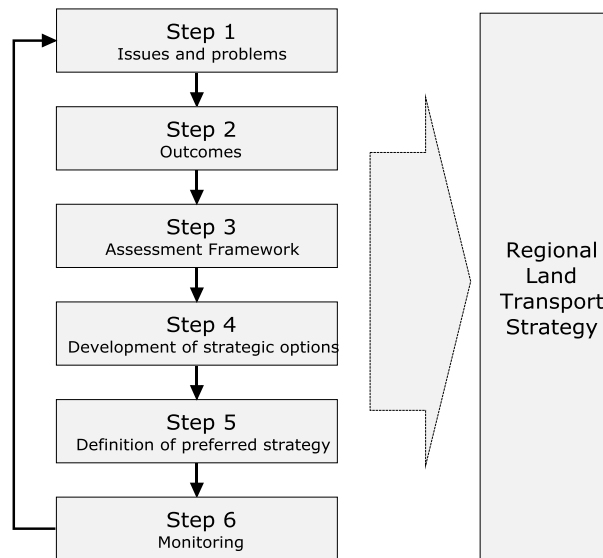 Step 1
Issues and problems
Step 2
Outcomes
Step 3
Assessment Framework
Step 4
Development of strategic options
Step 5
Definition of preferred strategy
Step 6
Monitoring
Regional
Land
Transport
Strategy